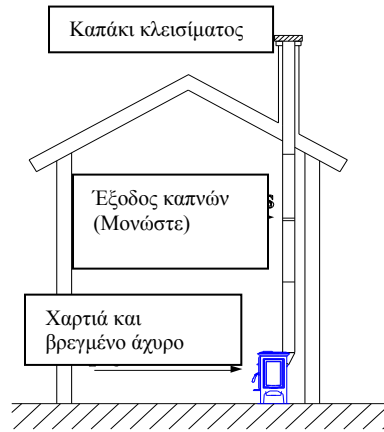 Καπάκι κλεισίματος
Έξοδος καπνών
(Μονώστε)
Χαρτιά και
βρεγμένο άχυρο